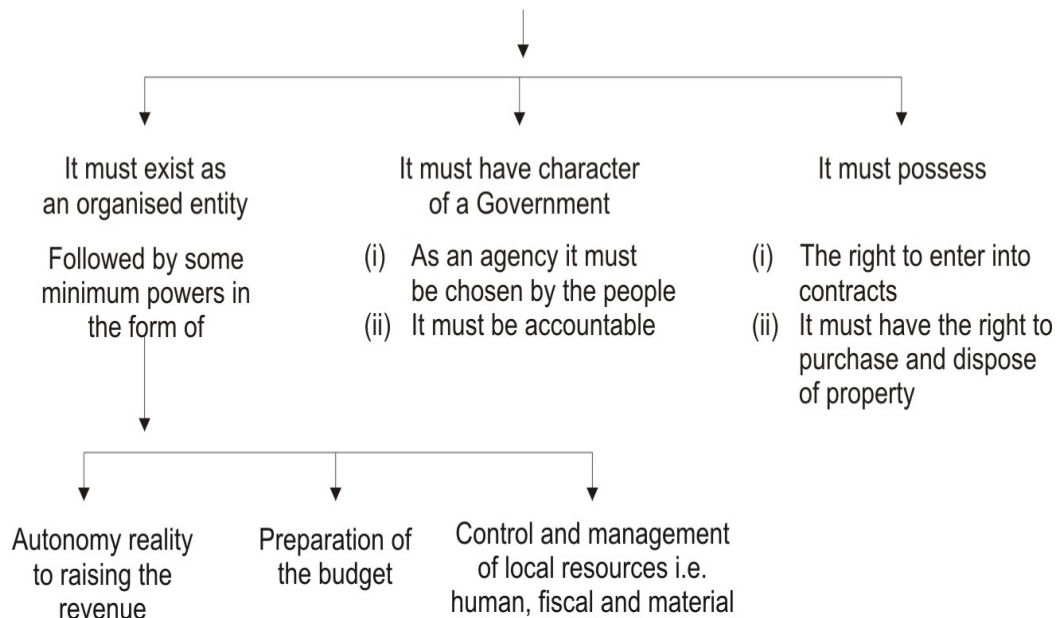 It must exist as
an organised entity
Followed by some
minimum powers in
the form of
It must have character
of a Government
(i) As an agency it must
be chosen by the people
(ii) It must be accountable
It must possess
(i) The right to enter into
contracts
(ii) It must have the right to
purchase and dispose
of property
Autonomy reality
to raising the
revenue
Preparation of
the budget
Control and management
of local resources i.e.
human, fiscal and material